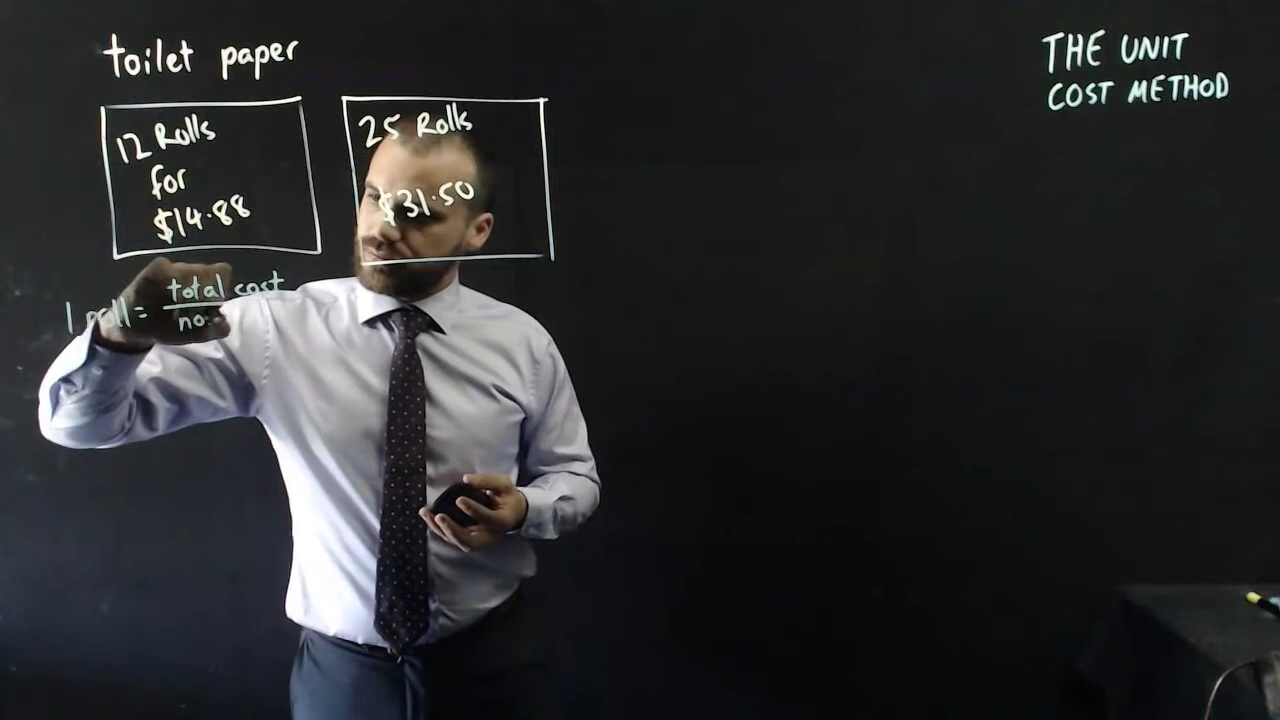 toilet paper
THE UNIT
COST METHOD
12 Rolls
for
$14.88
25 Rolls
$31.50
1 roll = total cost
no.